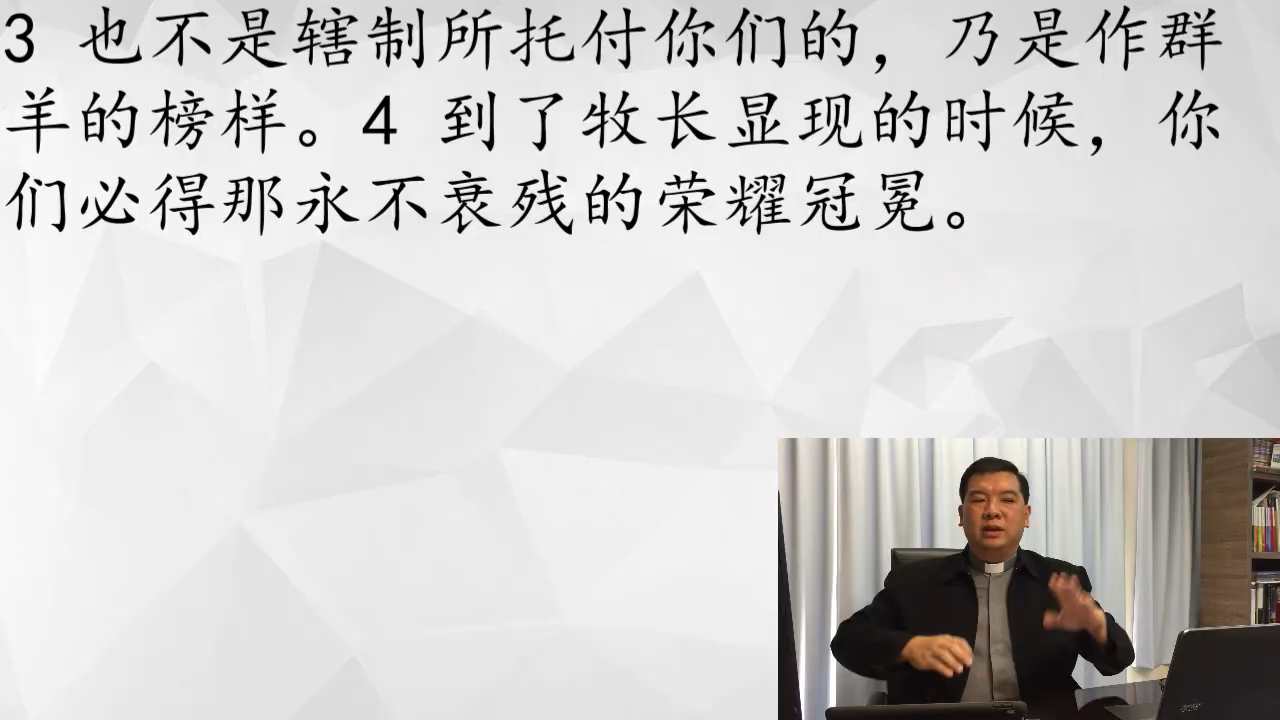 3 也不是辖制所托付你们的，乃是作群
羊的榜样。4 到了牧长显现的时候，你
们必得那永不衰残的荣耀冠冕。